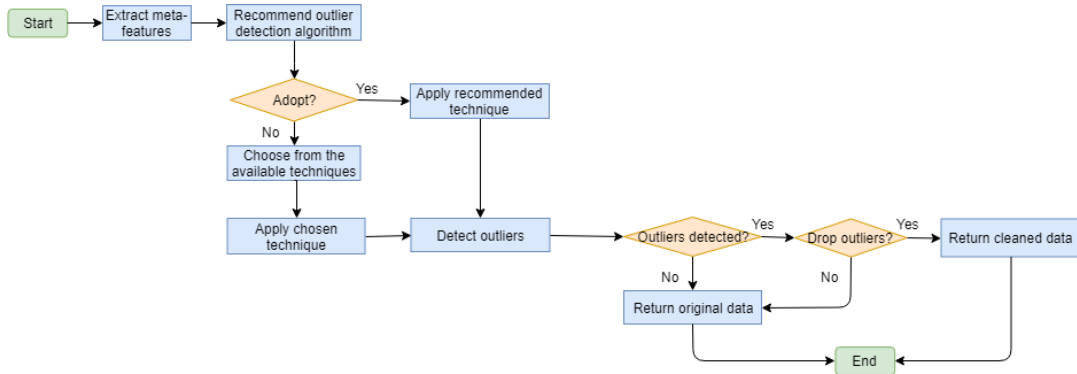 Start
Extract meta-
features
Recommend outlier
detection algorithm
Adopt?
Yes
Apply recommended
technique
No
Choose from the
available techniques
Apply chosen
technique
Detect outliers
Outliers detected?
Yes
Drop outliers?
Yes
Return cleaned data
No
No
Return original data
End